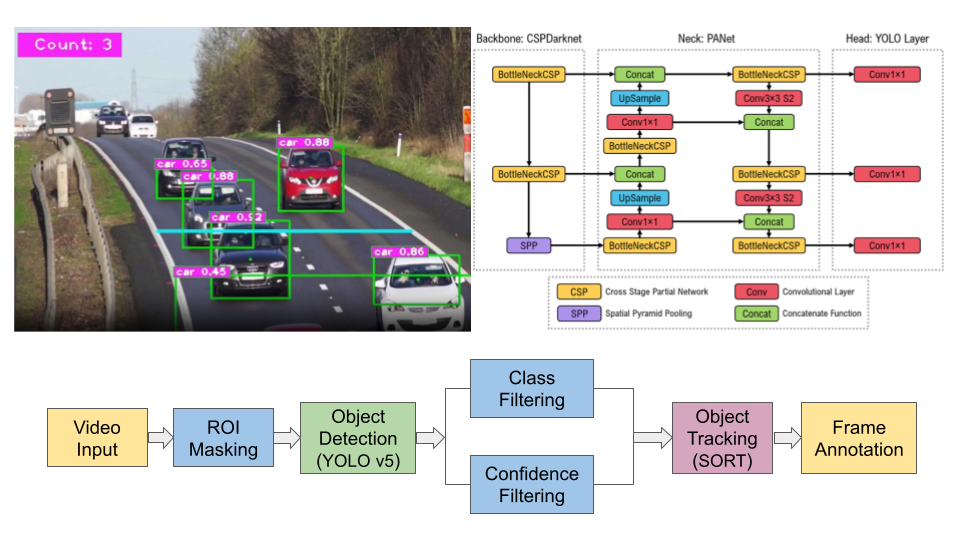 Count: 3
car 0.88
car 0.65
car 0.88
car 0.92
car 0.86
car 0.45
Backbone: CSPDarknet
Neck: PANet
Head: YOLO Layer
BottleNeckCSP
Concat
BottleNeckCSP
Conv1×1
UpSample
Conv3×3 S2
Conv1×1
Concat
BottleNeckCSP
BottleNeckCSP
Concat
BottleNeckCSP
Conv1×1
UpSample
Conv3×3 S2
Conv1×1
Concat
SPP
BottleNeckCSP
BottleNeckCSP
Conv1×1
CSP
Cross Stage Partial Network
Conv
Convolutional Layer
SPP
Spatial Pyramid Pooling
Concat
Concatenate Function
Video
Input
ROI
Masking
Object
Detection
(YOLO v5)
Class
Filtering
Confidence
Filtering
Object
Tracking
(SORT)
Frame
Annotation